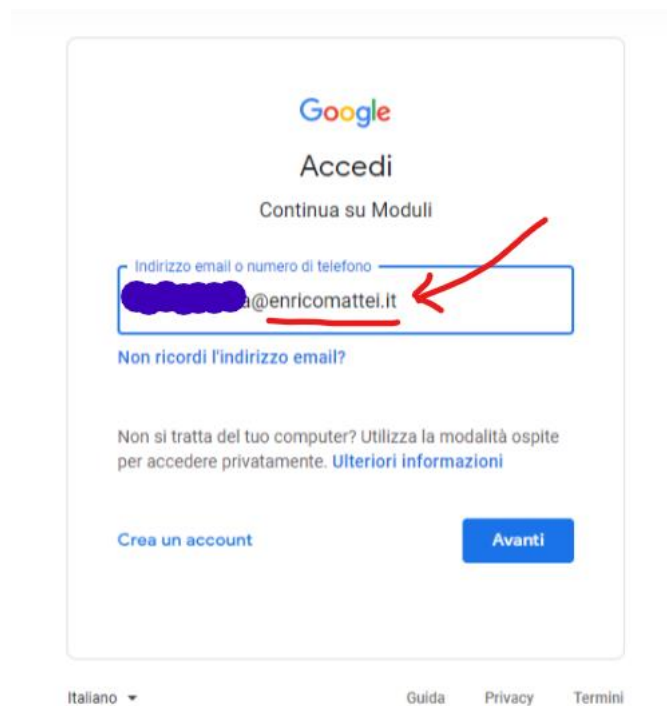 Google
Accedi
Continua su Moduli
Indirizzo email o numero di telefono
a@enricomattei.it
Non ricordi l'indirizzo email?
Non si tratta del tuo computer? Utilizza la modalità ospite
per accedere privatamente. Ulteriori informazioni
Crea un account
Avanti
Italiano
Guida
Privacy
Termini